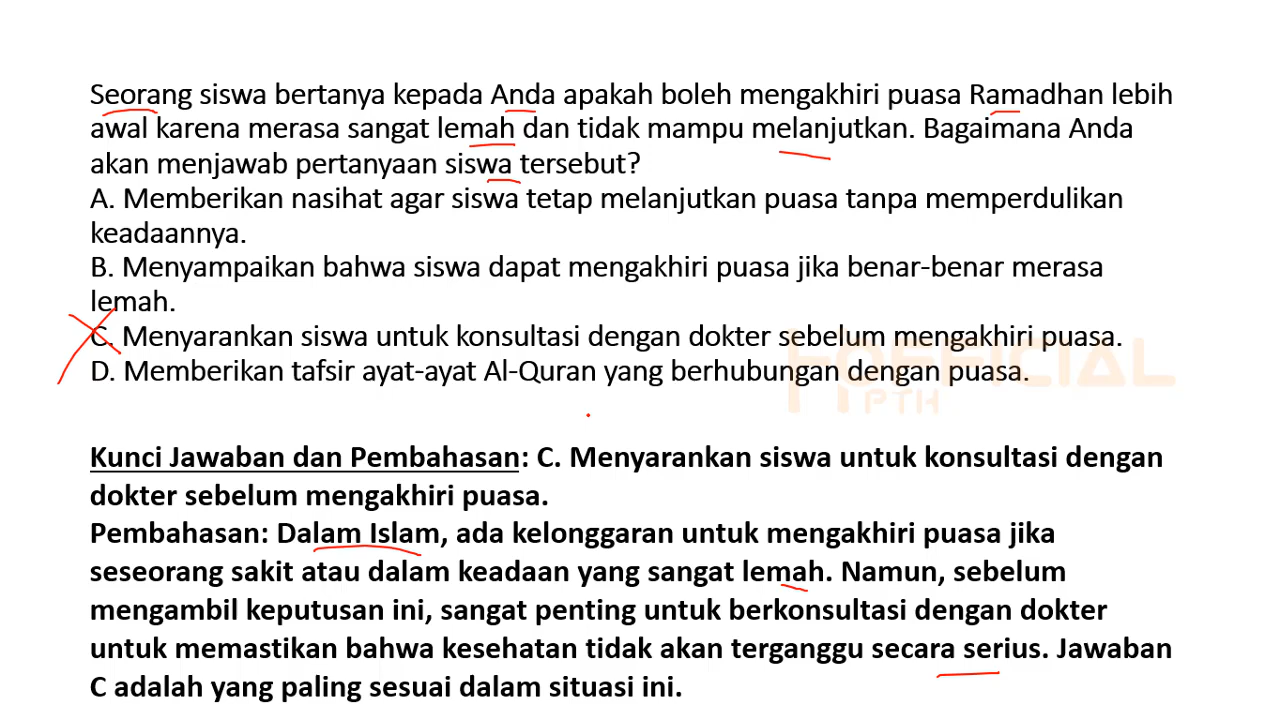 Seorang siswa bertanya kepada Anda apakah boleh mengakhiri puasa Ramadhan lebih
awal karena merasa sangat lemah dan tidak mampu melanjutkan. Bagaimana Anda
akan menjawab pertanyaan siswa tersebut?
A. Memberikan nasihat agar siswa tetap melanjutkan puasa tanpa memperdulikan
keadaannya.
B. Menyampaikan bahwa siswa dapat mengakhiri puasa jika benar-benar merasa
lemah.
C. Menyarankan siswa untuk konsultasi dengan dokter sebelum mengakhiri puasa.
D. Memberikan tafsir ayat-ayat Al-Quran yang berhubungan dengan puasa.
OFFICIAL
PTH
Kunci Jawaban dan Pembahasan: C. Menyarankan siswa untuk konsultasi dengan
dokter sebelum mengakhiri puasa.
Pembahasan: Dalam Islam, ada kelonggaran untuk mengakhiri puasa jika
seseorang sakit atau dalam keadaan yang sangat lemah. Namun, sebelum
mengambil keputusan ini, sangat penting untuk berkonsultasi dengan dokter
untuk memastikan bahwa kesehatan tidak akan terganggu secara serius. Jawaban
C adalah yang paling sesuai dalam situasi ini.